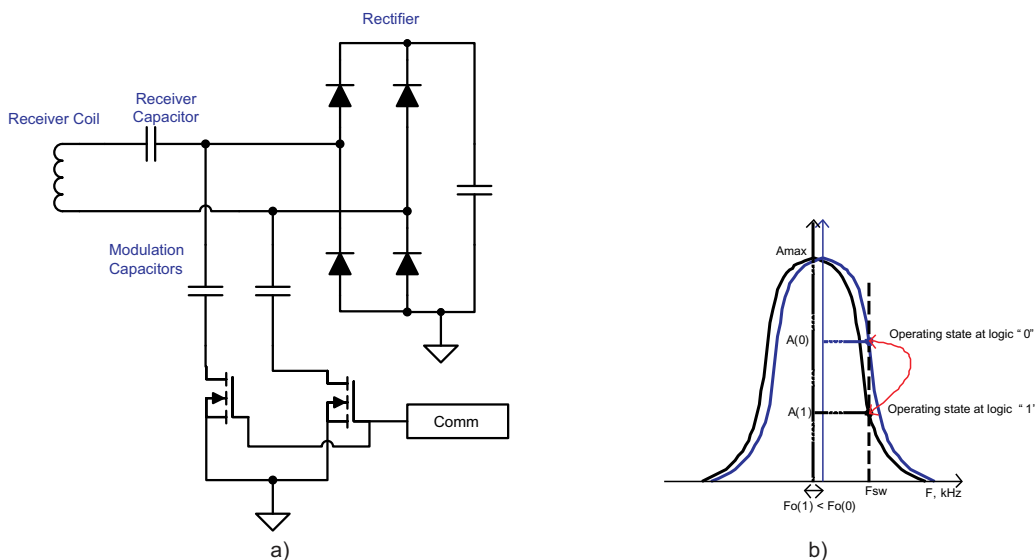 Rectifier
Receiver
Capacitor
Receiver Coil
Modulation
Capacitors
Comm
a)
Amax
A(0)
Operating state at logic “ 0”
A(1)
Operating state at logic “ 1”
Fsw
F, kHz
Fo(1) < Fo(0)
b)